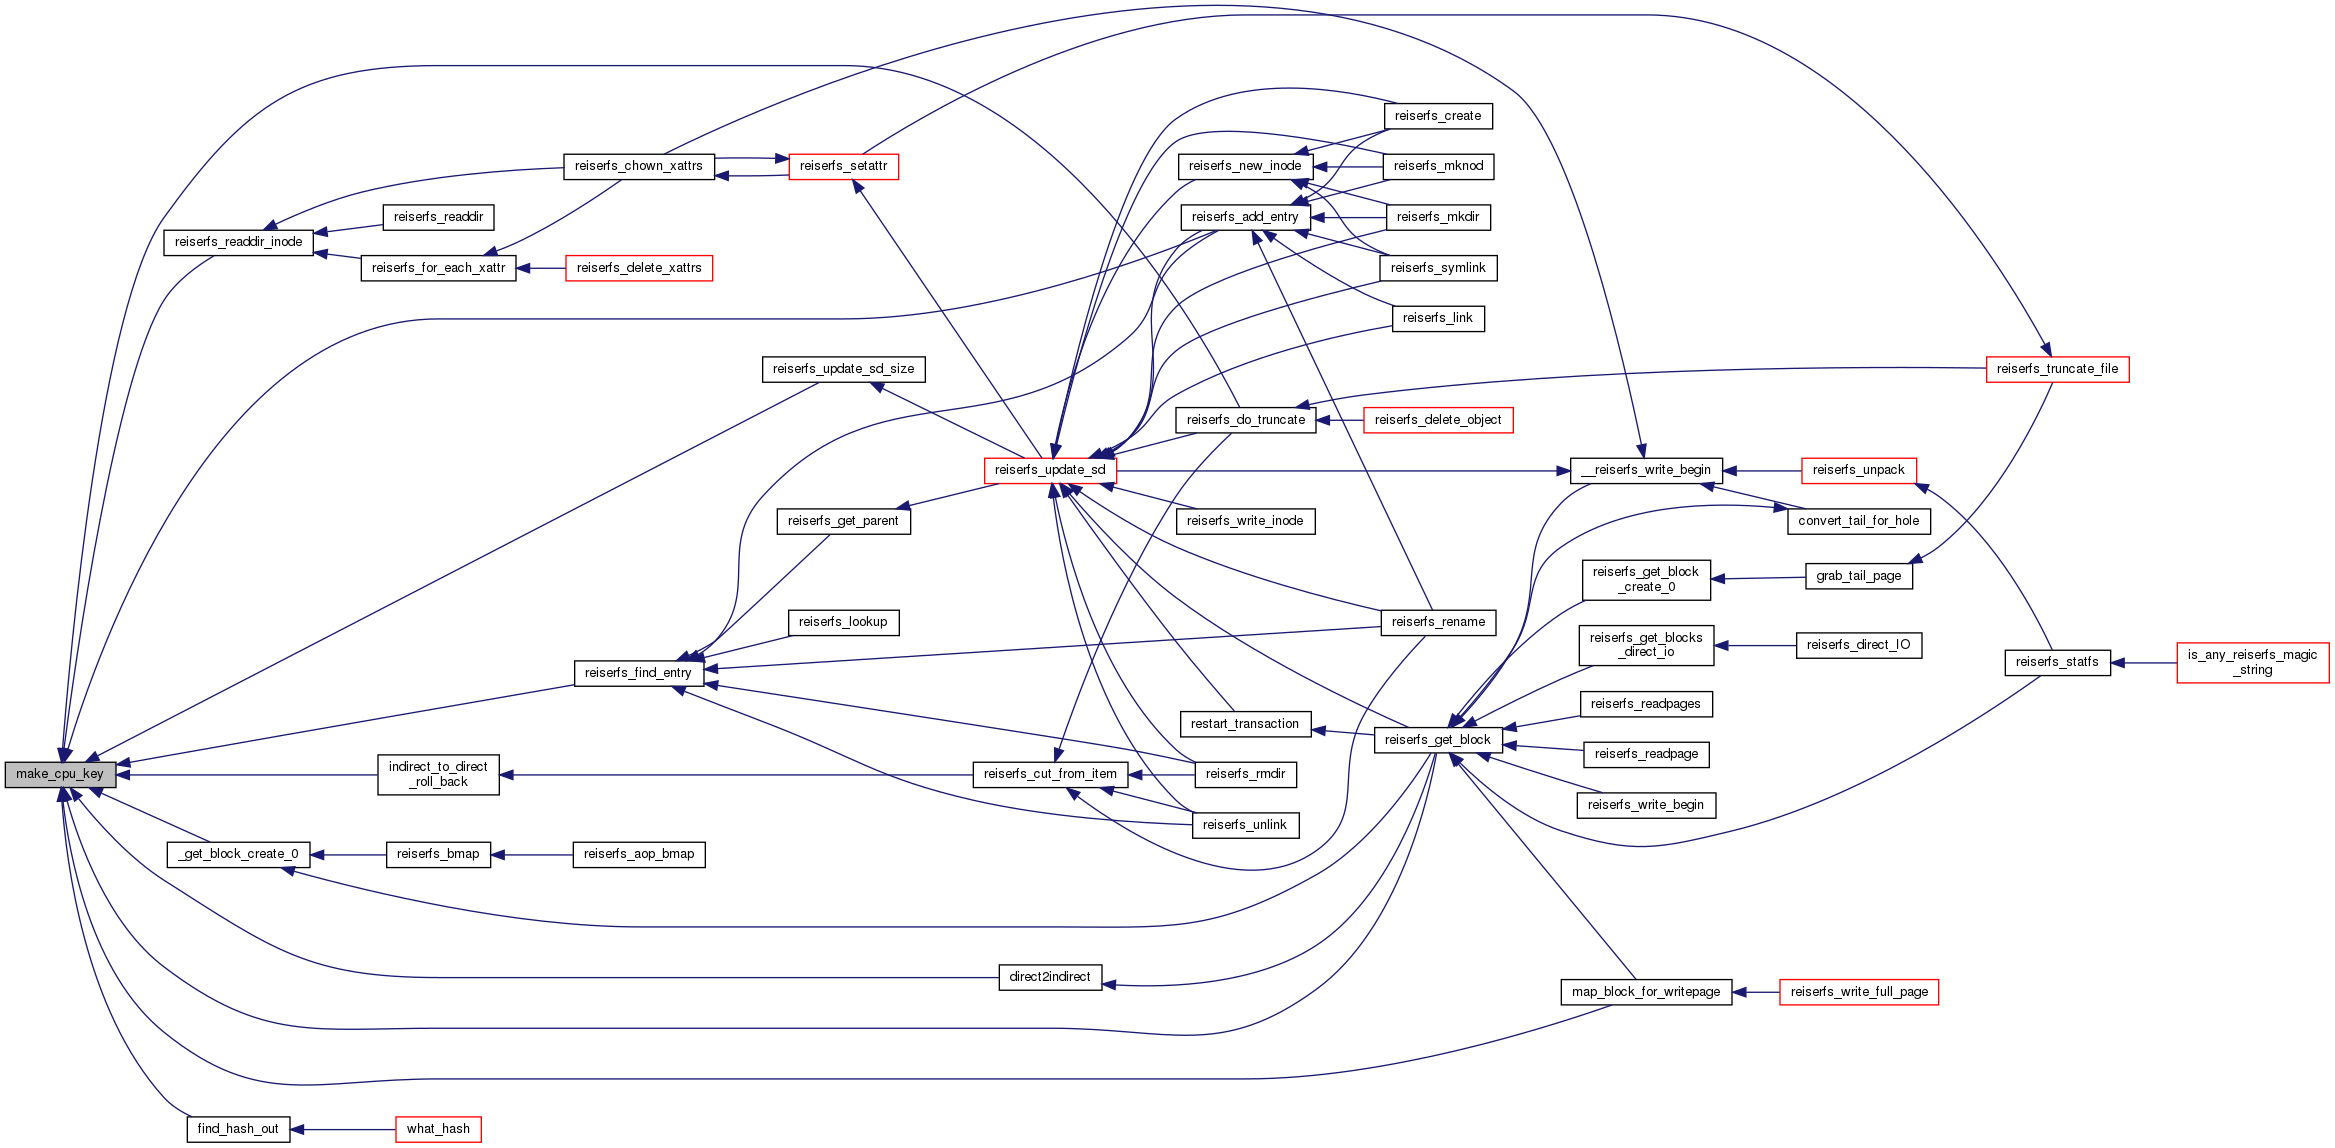 reiserfs_create
reiserfs_chown_xattrs
reiserfs_setattr
reiserfs_new_inode
reiserfs_mknod
reiserfs_readdir
reiserfs_add_entry
reiserfs_mkdir
reiserfs_readdir_inode
reiserfs_for_each_xattr
reiserfs_delete_xattrs
reiserfs_symlink
reiserfs_link
reiserfs_update_sd_size
reiserfs_truncate_file
reiserfs_do_truncate
reiserfs_delete_object
reiserfs_update_sd
__reiserfs_write_begin
reiserfs_unpack
reiserfs_get_parent
reiserfs_write_inode
convert_tail_for_hole
reiserfs_get_block
_create_0
grab_tail_page
reiserfs_lookup
reiserfs_rename
reiserfs_get_blocks
_direct_io
reiserfs_direct_IO
reiserfs_statfs
is_any_reiserfs_magic
_string
reiserfs_find_entry
reiserfs_readpages
restart_transaction
reiserfs_get_block
reiserfs_readpage
make_cpu_key
indirect_to_direct
_roll_back
reiserfs_cut_from_item
reiserfs_rmdir
reiserfs_write_begin
reiserfs_unlink
_get_block_create_0
reiserfs_bmap
reiserfs_aop_bmap
direct2indirect
map_block_for_writepage
reiserfs_write_full_page
find_hash_out
what_hash